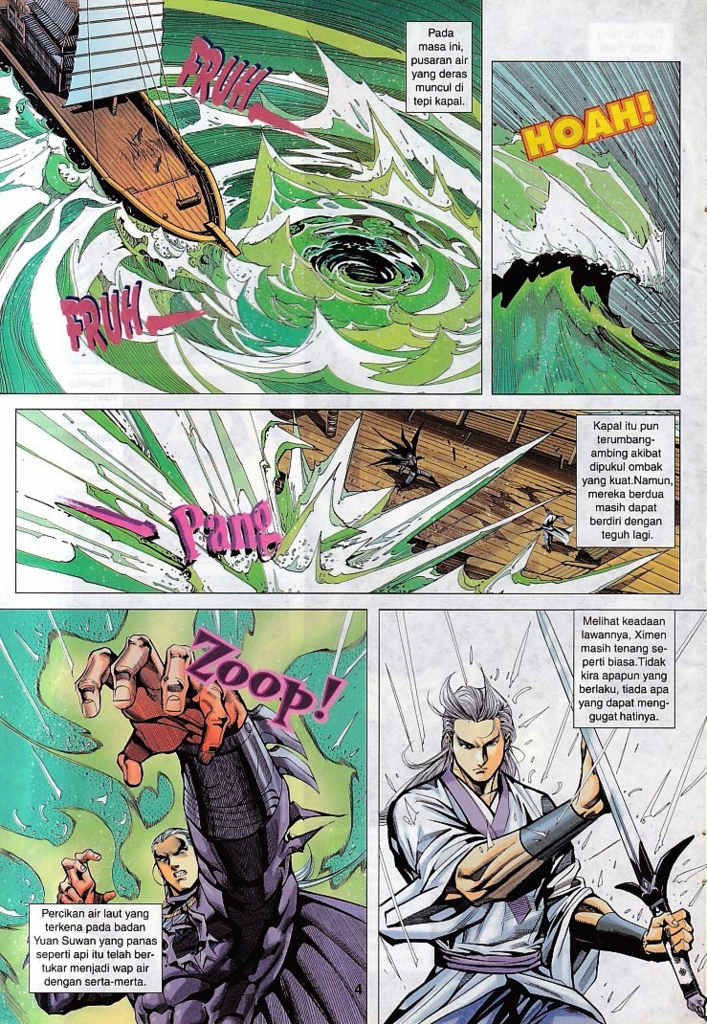 Pada
masa ini,
pusaran air
yang deras
muncul di
tepi kapal.
FRUH
FRUH
HOAH!
Kapal itu pun
terumbang-
ambing akibat
dipukul ombak
yang kuat.Namun,
mereka berdua
masih dapat
berdiri dengan
teguh lagi.
Pang
Zoop!
Percikan air laut yang
terkena pada badan
Yuan Suwan yang panas
seperti api itu telah ber-
tukar menjadi wap air
dengan serta-merta.
4
Melihat keadaan
lawannya, Ximen
masih tenang se-
perti biasa.Tidak
kira apapun yang
berlaku, tiada apa
yang dapat meng-
gugat hatinya.